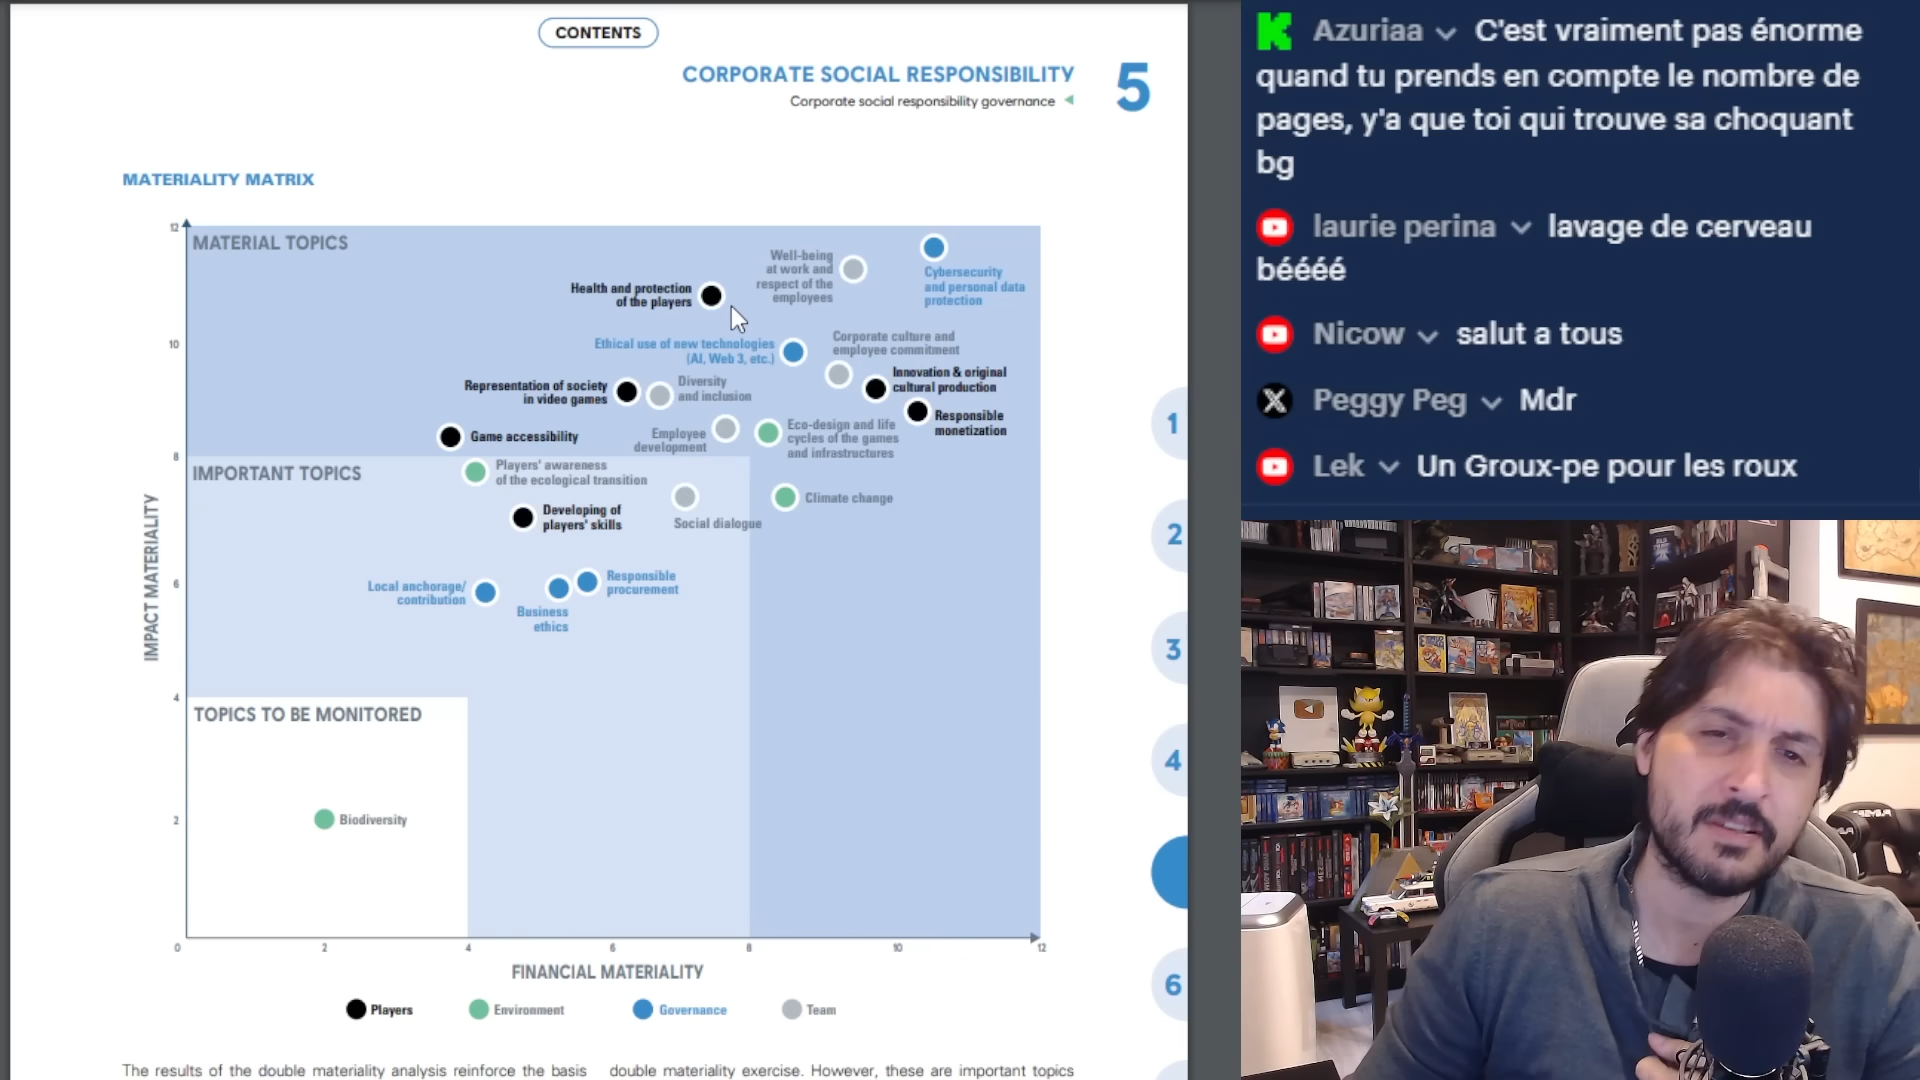 CONTENTS
CORPORATE SOCIAL RESPONSIBILITY
Corporate social responsibility governance
5
MATERIALITY MATRIX
12
MATERIAL TOPICS
Well-being
at work and
respect of the
employees
Cybersecurity
and personal data
protection
Health and protection
of the players
10
Ethical use of new technologies
(AI, Web 3, etc.)
Corporate culture and
employee commitment
Representation of society
in video games
Diversity
and inclusion
Innovation & original
cultural production
Responsible
monetization
Game accessibility
Employee
development
Eco-design and life
cycles of the games
and infrastructures
8
IMPORTANT TOPICS
Players' awareness
of the ecological transition
Climate change
Social dialogue
Developing of
players' skills
IMPACT MATERIALITY
6
Local anchorage/
contribution
Business
ethics
Responsible
procurement
4
TOPICS TO BE MONITORED
2
Biodiversity
0
2
4
6
8
10
12
FINANCIAL MATERIALITY
Players
Environment
Governance
Team
The results of the double materiality analysis reinforce the basis
double materiality exercise. However, these are important topics
1
2
3
4
6
Azuriaa C'est vraiment pas énorme
quand tu prends en compte le nombre de
pages, y'a que toi qui trouve sa choquant
bg
laurie perina lavage de cerveau
béééé
Nicow salut a tous
Peggy Peg Mdr
Lek Un Groux-pe pour les roux